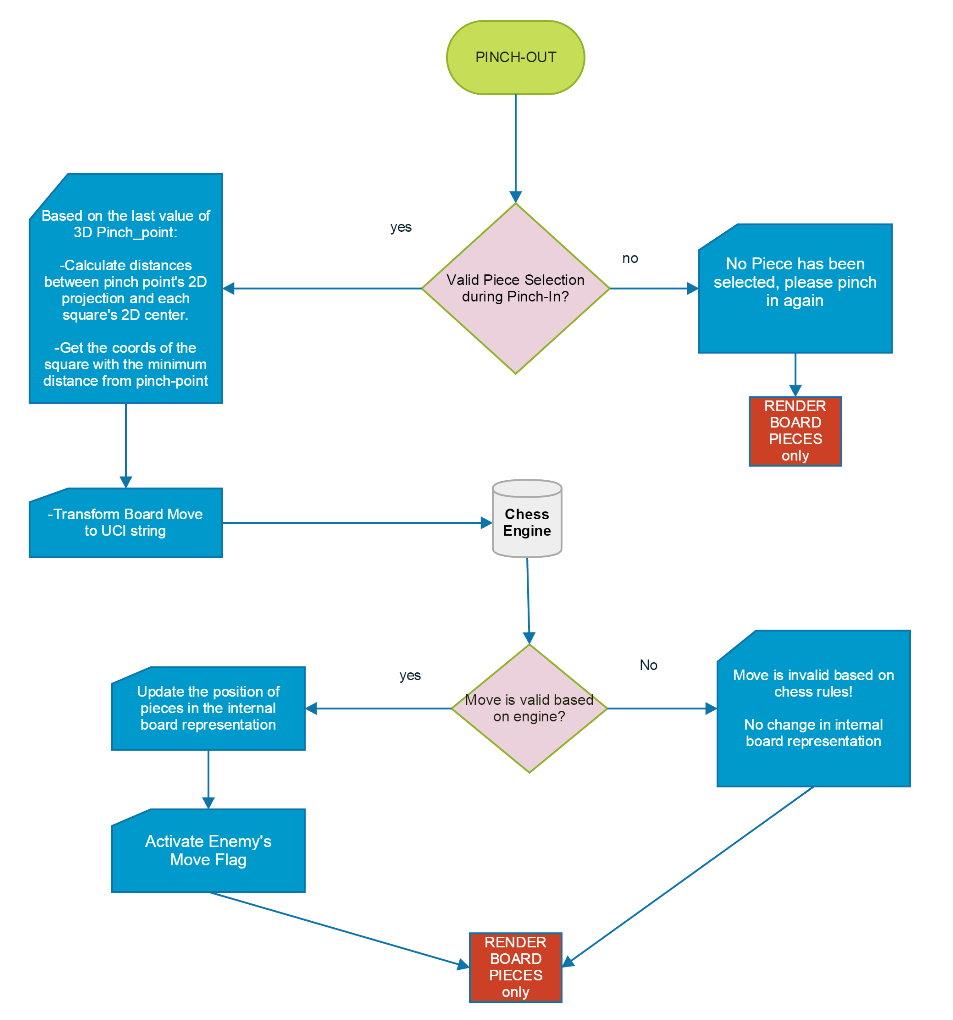 PINCH-OUT
Based on the last value of
3D Pinch_point:
-Calculate distances
between pinch point's 2D
projection and each
square's 2D center.
-Get the coords of the
square with the minimum
distance from pinch-point
yes
Valid Piece Selection
during Pinch-In?
no
No Piece has been
selected, please pinch
in again
RENDER
BOARD
PIECES
only
-Transform Board Move
to UCI string
Chess
Engine
Update the position of
pieces in the internal
board representation
yes
Move is valid based
on engine?
No
Move is invalid based on
chess rules!
No change in internal
board representation
Activate Enemy's
Move Flag
RENDER
BOARD
PIECES
only